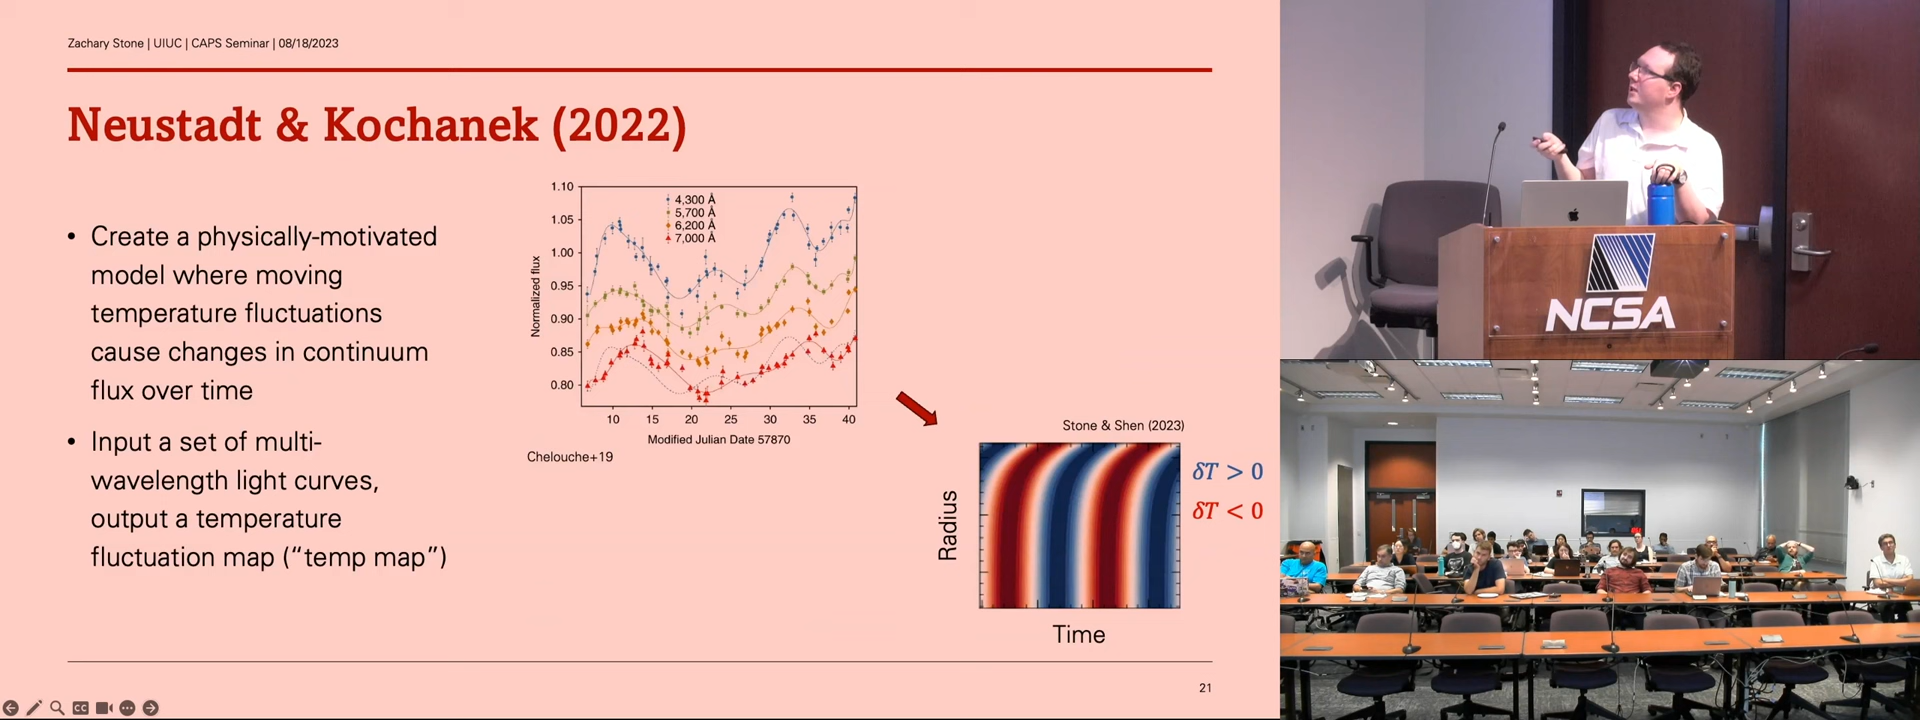 Zachary Stone | UIUC | CAPS Seminar | 08/18/2023
Neustadt & Kochanek (2022)
• Create a physically-motivated
model where moving
temperature fluctuations
cause changes in continuum
flux over time
• Input a set of multi-
wavelength light curves,
output a temperature
fluctuation map (“temp map”)
1.10
1.05
1.00
0.95
0.90
0.85
0.80
Normalized flux
4,300 Å
5,700 Å
6,200 Å
7,000 Å
10 15 20 25 30 35 40
Modified Julian Date 57870
Chelouche+19
Stone & Shen (2023)
Radius
Time
δT > 0
δT < 0
21
CC
NCSA